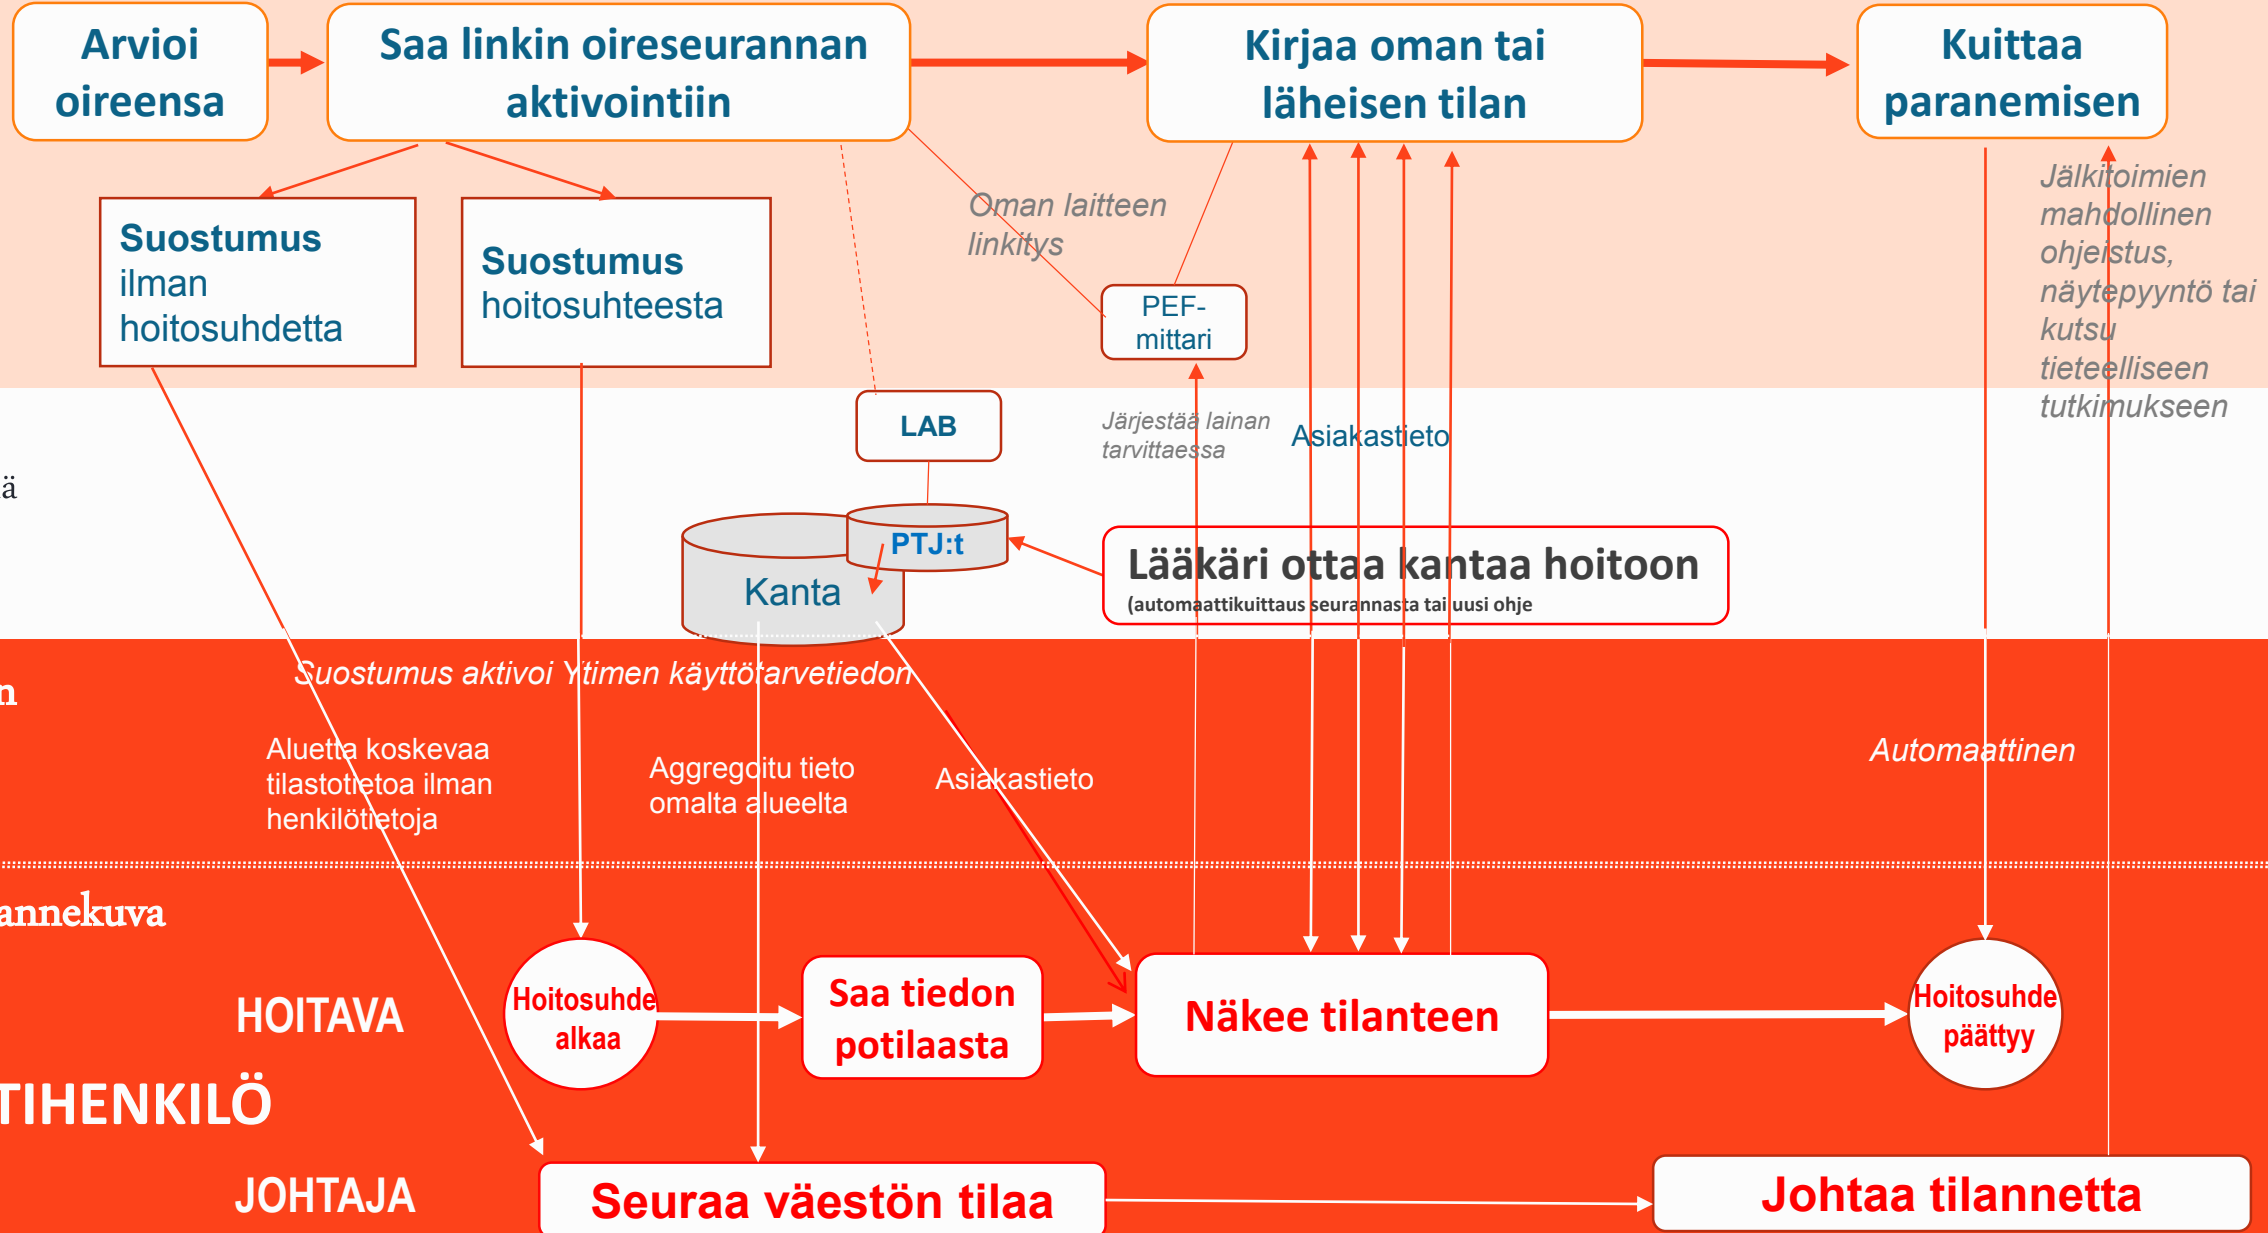 Arvioi
oireensa
Saa linkin oireseurannan
aktivointiin
Kirjaa oman tai
läheisen tilan
Kuittaa
paranemisen
Suostumus
ilman
hoitosuhdetta
Suostumus
hoitosuhteesta
Oman laitteen
linkitys
PEF-
mittari
Jälkitoimien
mahdollinen
ohjeistus,
näytepyyntö tai
kutsu
tieteelliseen
tutkimukseen
LAB
Järjestää lainan
tarvittaessa
Asiakastieto
ä
PTJ:t
Kanta
Lääkäri ottaa kantaa hoitoon
(automaattikuittaus seurannasta tai uusi ohje
n
Suostumus aktivoi Ytimen käyttötarvetiedon
Aluetta koskevaa
tilastotietoa ilman
henkilötietoja
Aggregoitu tieto
omalta alueelta
Asiakastieto
Automaattinen
annekuva
HOITAVA
Hoitosuhde
alkaa
Saa tiedon
potilaasta
Näkee tilanteen
Hoitosuhde
päättyy
TIHENKILÖ
JOHTAJA
Seuraa väestön tilaa
Johtaa tilannetta